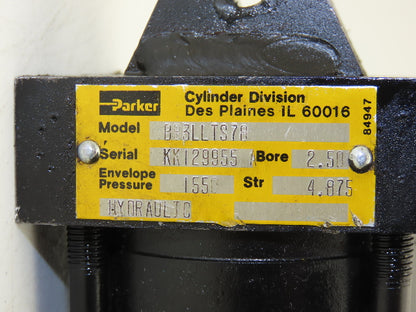 Parker
Cylinder Division
Des Plaines IL 60016
84947
Model
Serial KK129955 A Bore 2.50
Envelope
Pressure 1550 Str 4.875
HYDRAULIC